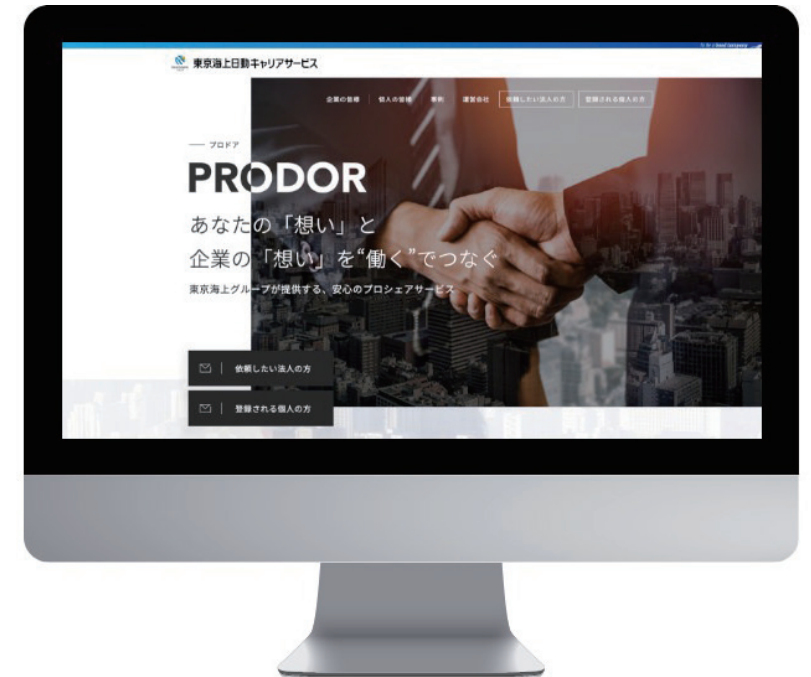 東京海上日動キャリアサービス
企業の皆様
個人の皆様
事例
運営会社
依頼したい法人の方
登録される個人の方
プロドア
PRODOR
あなたの「想い」と
企業の「想い」を“働く”でつなぐ
東京海上グループが提供する、安心のプロシェアサービス
依頼したい法人の方
登録される個人の方